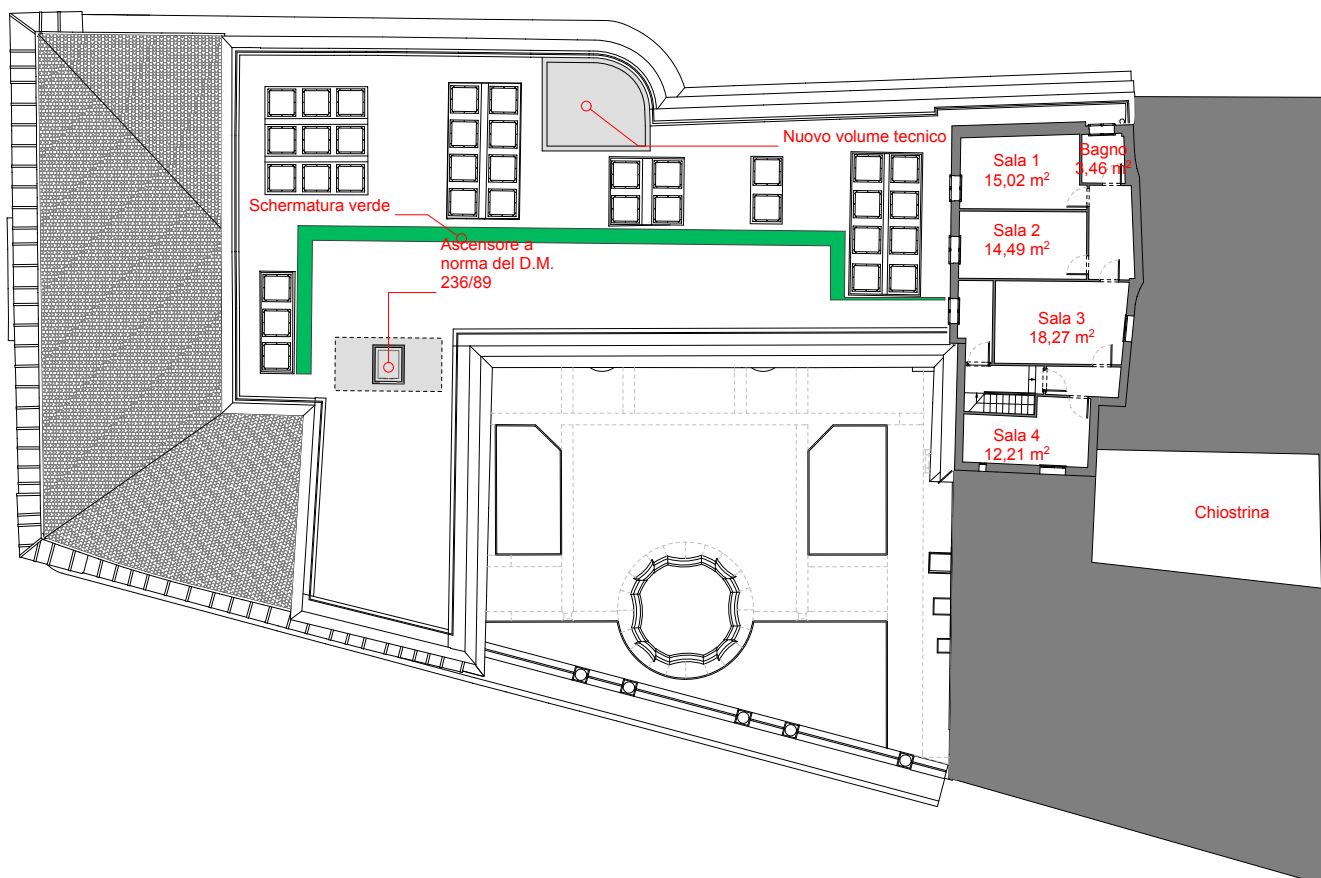 Nuovo volume tecnico
Sala 1
15,02 m²
Bagno
3,46 m²
Schermatura verde
Ascensore a
norma del D.M.
236/89
Sala 2
14,49 m²
Sala 3
18,27 m²
Sala 4
12,21 m²
Chiostrina